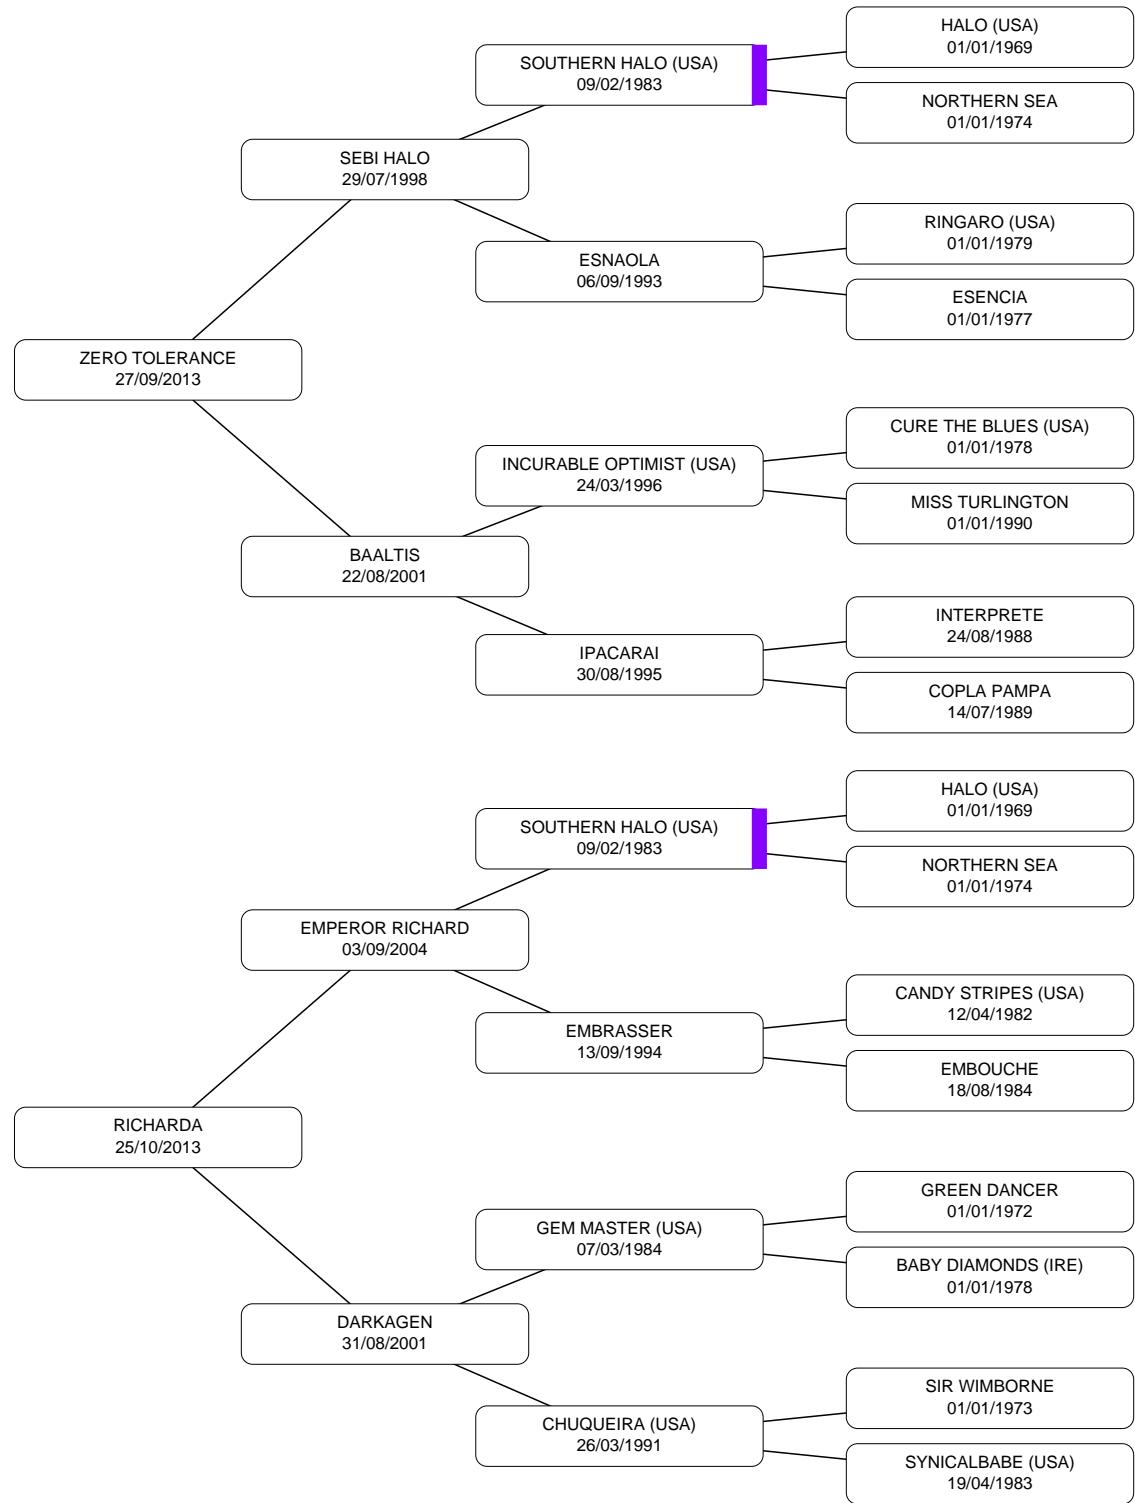 HALO (USA)
01/01/1969
SOUTHERN HALO (USA)
09/02/1983
NORTHERN SEA
01/01/1974
SEBI HALO
29/07/1998
RINGARO (USA)
01/01/1979
ESNAOLA
06/09/1993
ESENCIA
01/01/1977
ZERO TOLERANCE
27/09/2013
CURE THE BLUES (USA)
01/01/1978
INCURABLE OPTIMIST (USA)
24/03/1996
MISS TURLINGTON
01/01/1990
BAALTIS
22/08/2001
INTERPRETE
24/08/1988
IPACARAI
30/08/1995
COPLA PAMPA
14/07/1989
HALO (USA)
01/01/1969
SOUTHERN HALO (USA)
09/02/1983
NORTHERN SEA
01/01/1974
EMPEROR RICHARD
03/09/2004
CANDY STRIPES (USA)
12/04/1982
EMBRASSER
13/09/1994
EMBOUCHE
18/08/1984
RICHARDA
25/10/2013
GREEN DANCER
01/01/1972
GEM MASTER (USA)
07/03/1984
BABY DIAMONDS (IRE)
01/01/1978
DARKAGEN
31/08/2001
SIR WIMBORNE
01/01/1973
CHUQUEIRA (USA)
26/03/1991
SYNICALBABE (USA)
19/04/1983